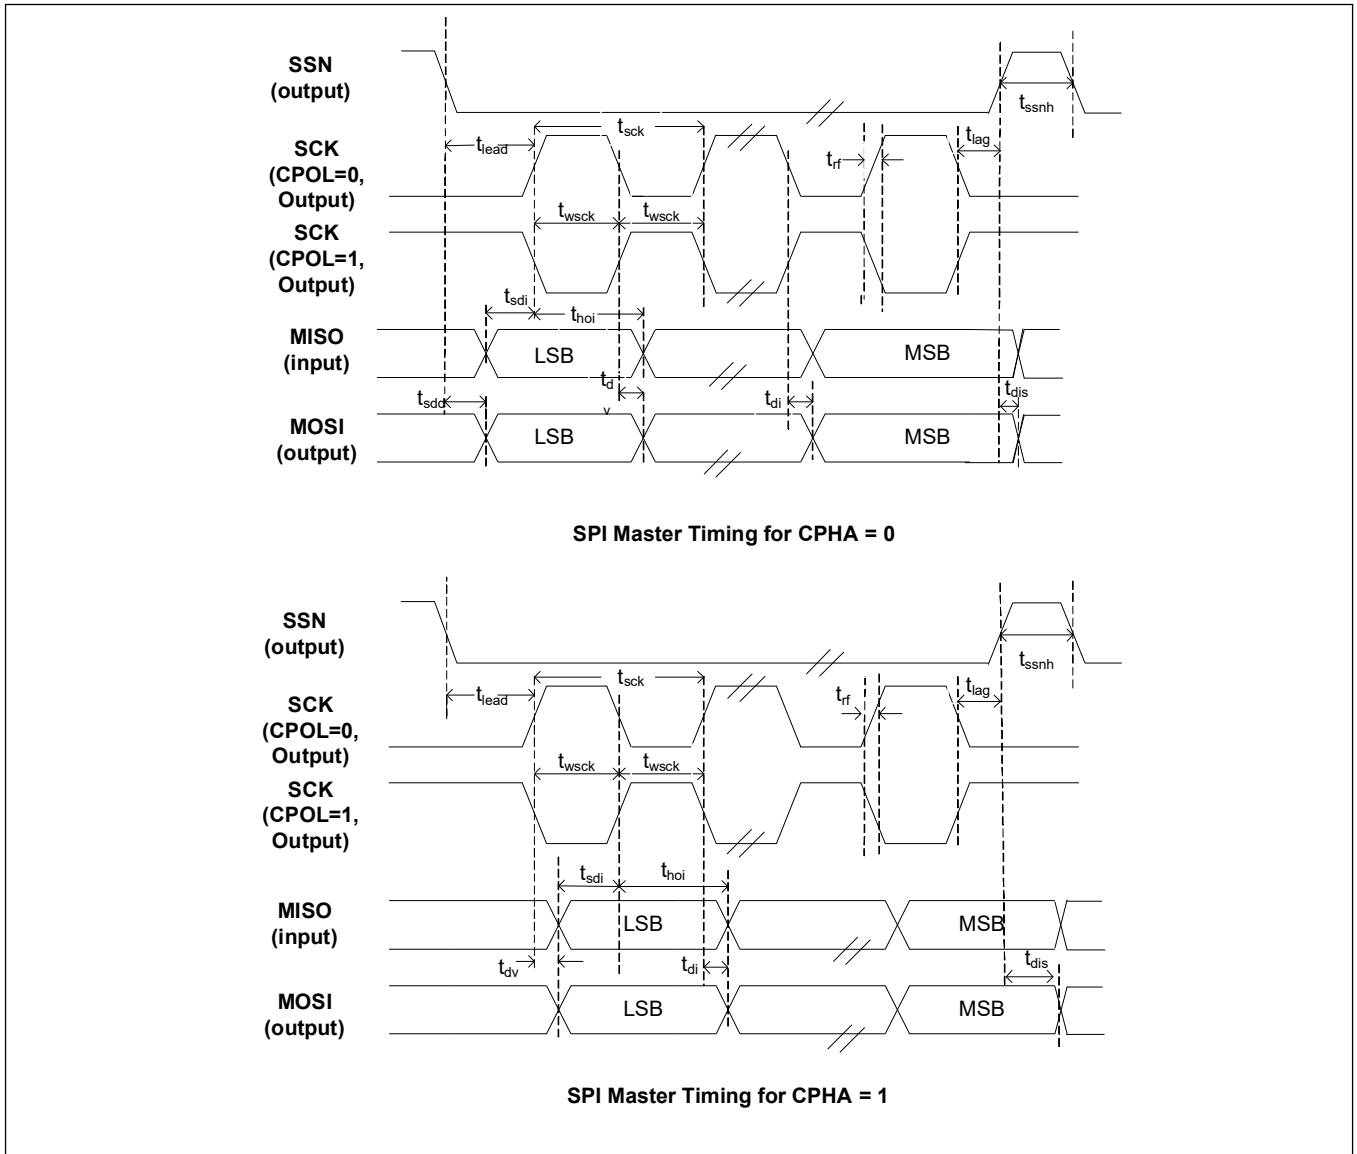 SSN
(output)
t_ssnh
t_sck
t_lead
t_rf
t_lag
SCK
(CPOL=0,
Output)
t_wsck t_wsck
SCK
(CPOL=1,
Output)
t_sdi
t_hoi
MISO
(input)
LSB
MSB
t_d
v
t_di
t_dis
t_sdd
MOSI
(output)
LSB
MSB
SPI Master Timing for CPHA = 0
SSN
(output)
t_ssnh
t_sck
t_lead
t_rf
t_lag
SCK
(CPOL=0,
Output)
t_wsck t_wsck
SCK
(CPOL=1,
Output)
t_sdi
t_hoi
MISO
(input)
LSB
MSB
t_dv
t_di
t_dis
MOSI
(output)
LSB
MSB
SPI Master Timing for CPHA = 1